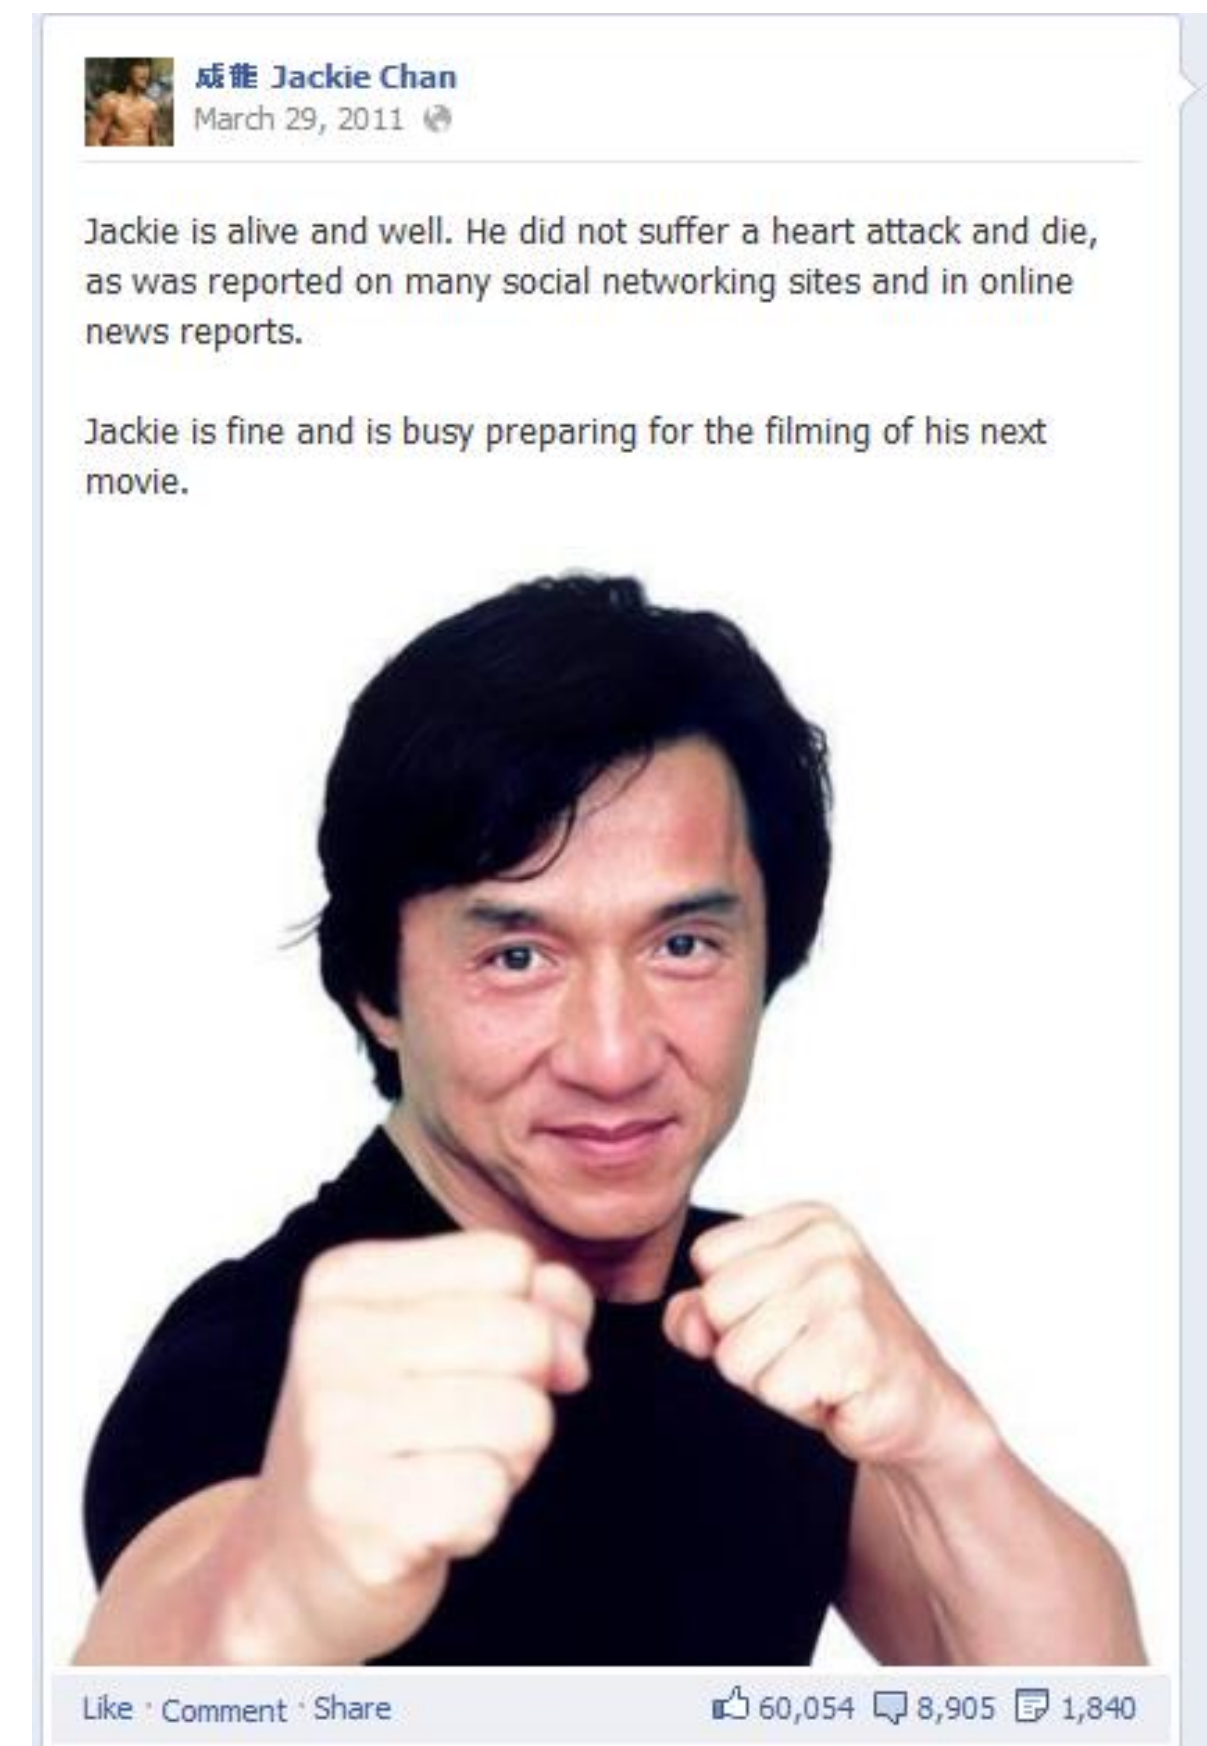 成龍 Jackie Chan
March 29, 2011
Jackie is alive and well. He did not suffer a heart attack and die,
as was reported on many social networking sites and in online
news reports.
Jackie is fine and is busy preparing for the filming of his next
movie.
Like · Comment · Share 60,054 8,905 1,840